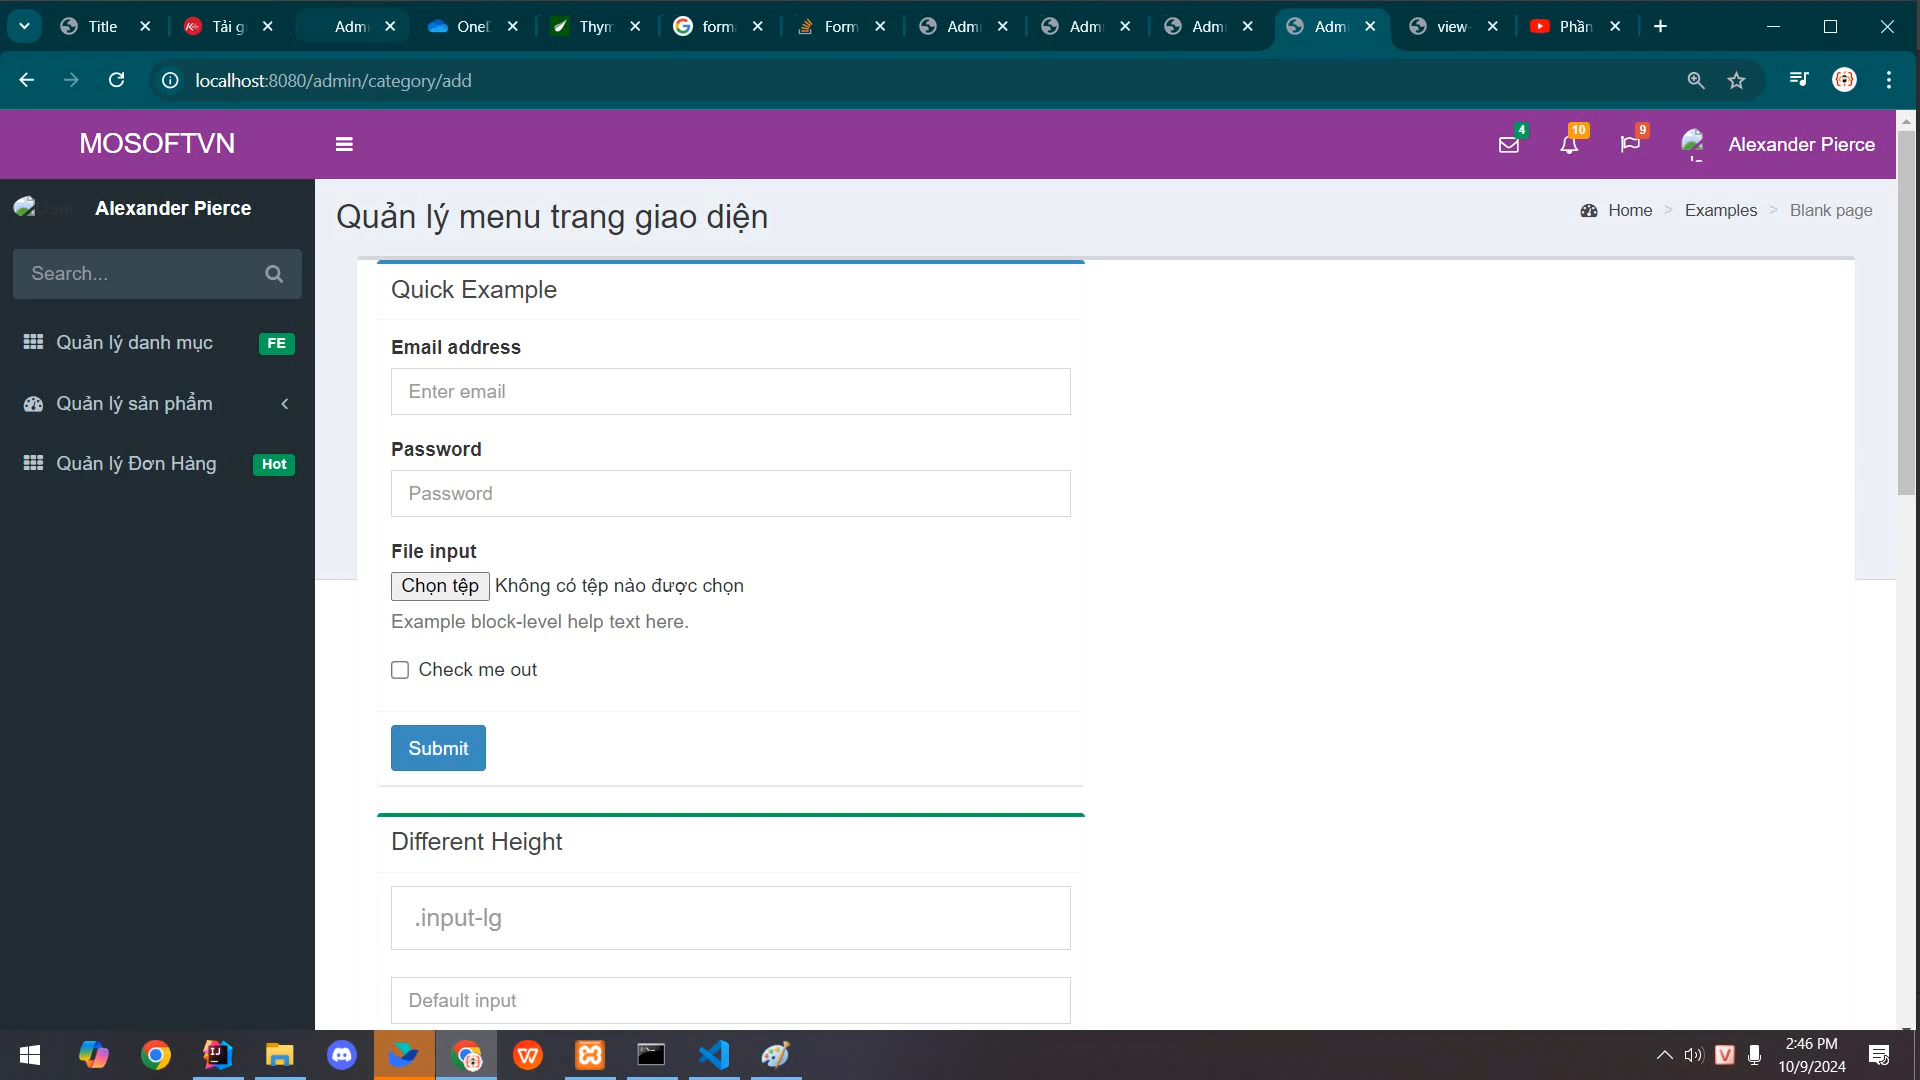 Title
Tải g
Adm
OneD
Thym
form
Form
Adm
Adm
Adm
Adm
view-
Phần
localhost:8080/admin/category/add
MOSOFTVN
4
10
9
Alexander Pierce
Alexander Pierce
Quản lý menu trang giao diện
Home > Examples > Blank page
Search...
Quản lý danh mục FE
Quản lý sản phẩm
Quản lý Đơn Hàng Hot
Quick Example
Email address
Enter email
Password
Password
File input
Chọn tệp Không có tệp nào được chọn
Example block-level help text here.
Check me out
Submit
Different Height
.input-lg
Default input
2:46 PM
10/9/2024